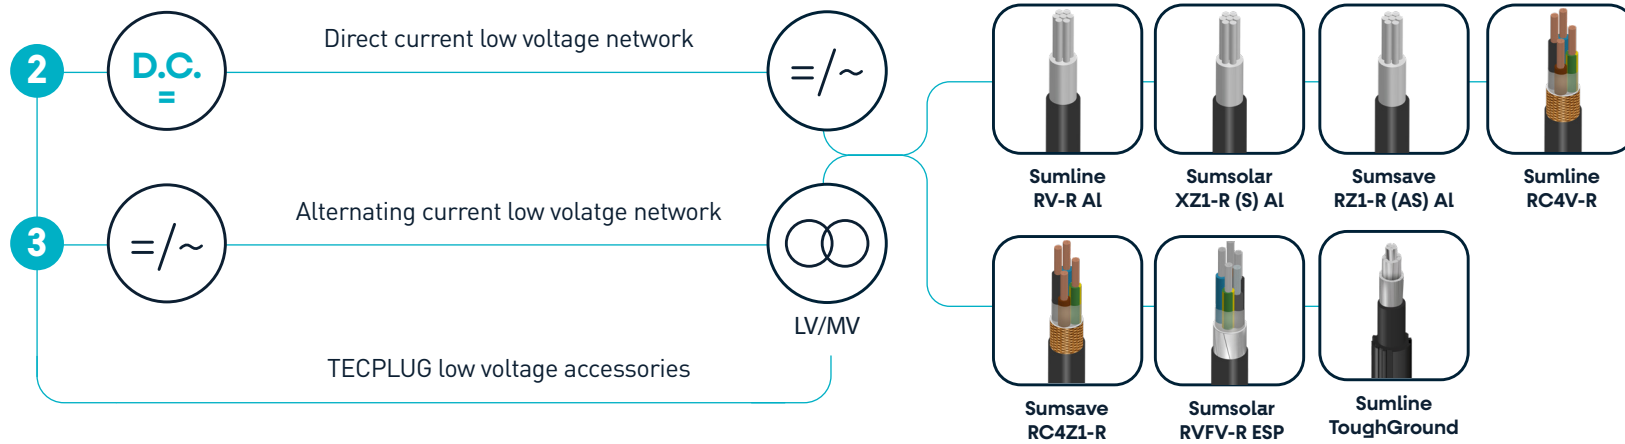 2
D.C.
=
Direct current low voltage network
=/~
3
=/~
Alternating current low volatge network
LV/MV
TECPLUG low voltage accessories
Sumline
RV-R Al
Sumsolar
XZ1-R (S) Al
Sumsave
RZ1-R (AS) Al
Sumline
RC4V-R
Sumsave
RC4Z1-R
Sumsolar
RVFV-R ESP
Sumline
ToughGround